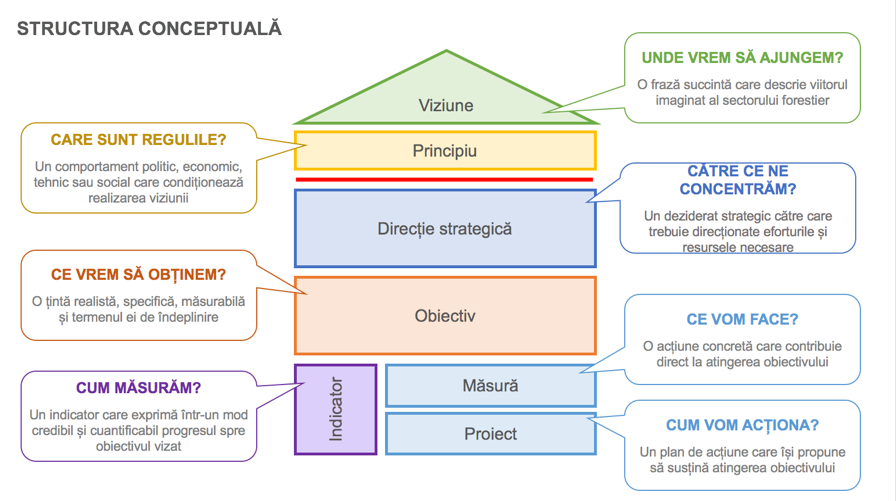 STRUCTURA CONCEPTUALĂ
UNDE VREM SĂ AJUNGEM?
O frază succintă care descrie viitorul
imaginat al sectorului forestier
Viziune
CARE SUNT REGULILE?
Un comportament politic, economic,
tehnic sau social care condiționează
realizarea viziunii
Principiu
CĂTRE CE NE
CONCENTRĂM?
Un deziderat strategic către care
trebuie direcționate eforturile și
resursele necesare
Direcție strategică
CE VREM SĂ OBȚINEM?
O țintă realistă, specifică, măsurabilă
și termenul ei de îndeplinire
Obiectiv
CE VOM FACE?
O acțiune concretă care contribuie
direct la atingerea obiectivului
CUM MĂSURĂM?
Un indicator care exprimă într-un mod
credibil și cuantificabil progresul spre
obiectivul vizat
Indicator
Măsură
Proiect
CUM VOM ACȚIONA?
Un plan de acțiune care își propune
să susțină atingerea obiectivului